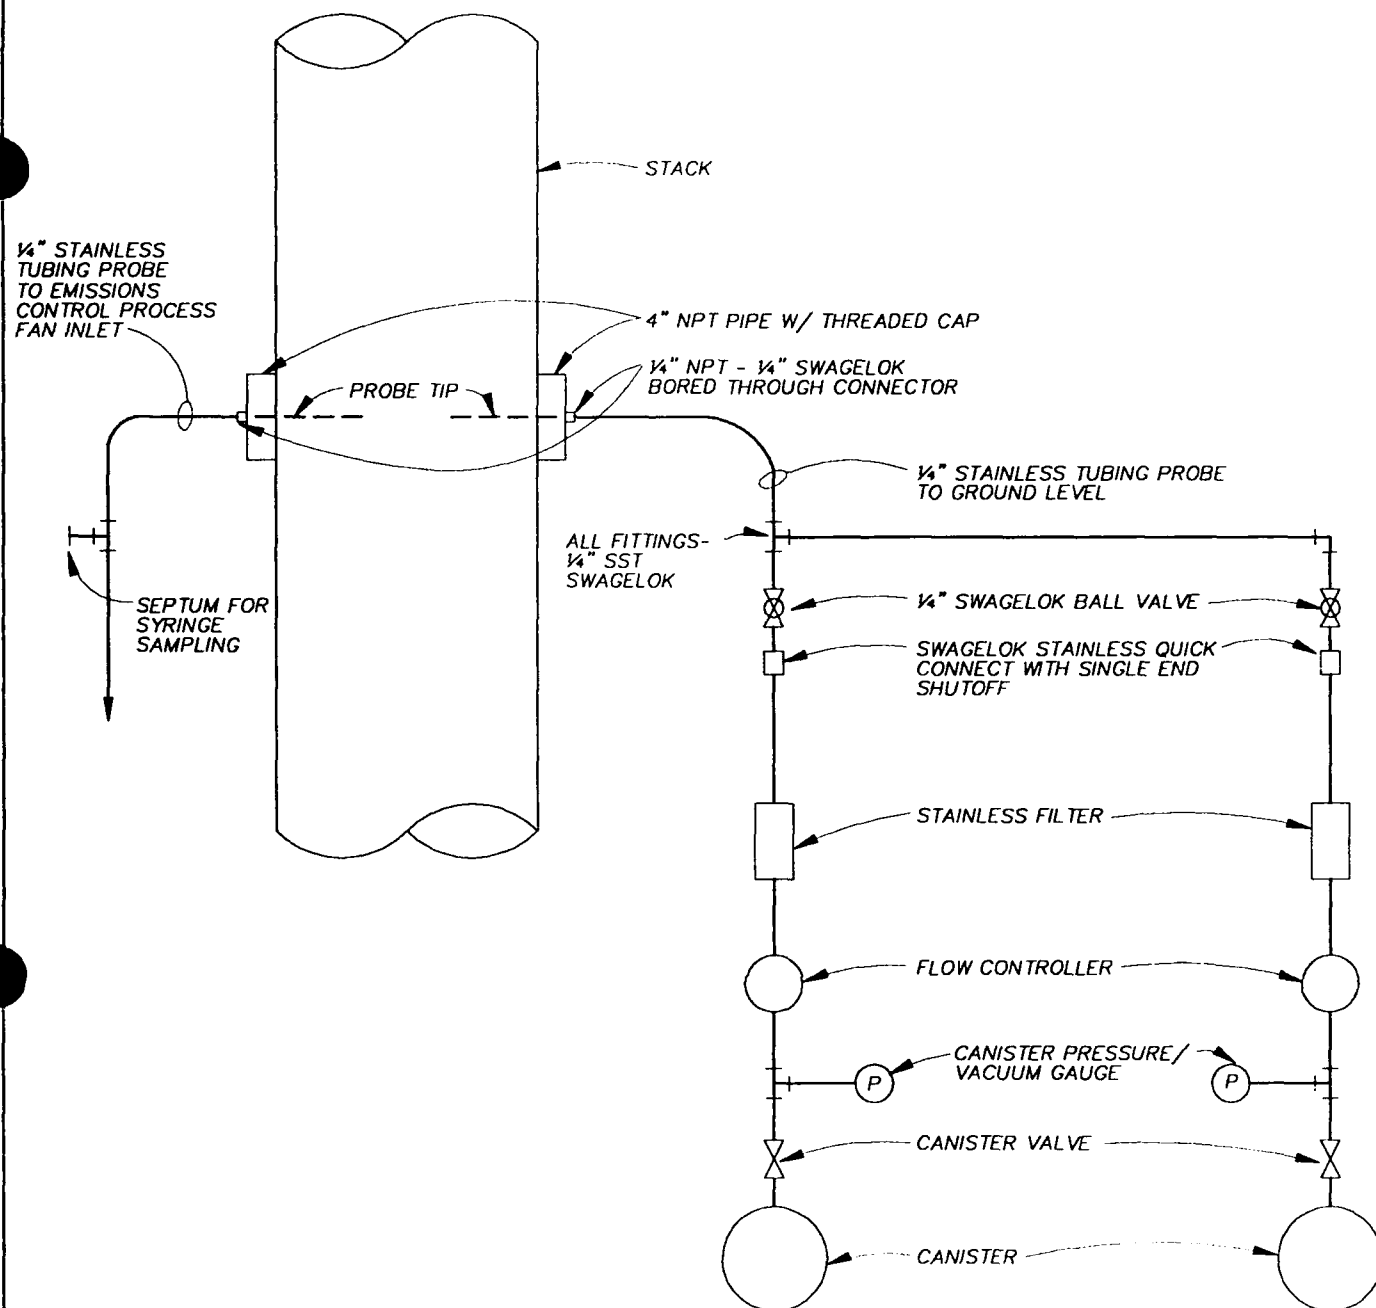 STACK
¼" STAINLESS
TUBING PROBE
TO EMISSIONS
CONTROL PROCESS
FAN INLET
4" NPT PIPE W/ THREADED CAP
¼" NPT - ¼" SWAGELOK
BORED THROUGH CONNECTOR
PROBE TIP
¼" STAINLESS TUBING PROBE
TO GROUND LEVEL
ALL FITTINGS-
¼" SST
SWAGELOK
SEPTUM FOR
SYRINGE
SAMPLING
¼" SWAGELOK BALL VALVE
SWAGELOK STAINLESS QUICK
CONNECT WITH SINGLE END
SHUTOFF
STAINLESS FILTER
FLOW CONTROLLER
CANISTER PRESSURE/
VACUUM GAUGE
P
P
CANISTER VALVE
CANISTER